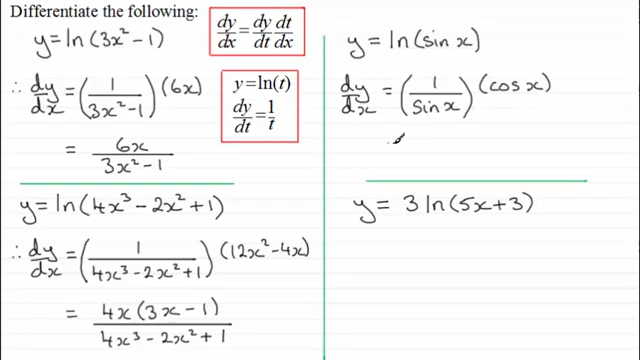 Differentiate the following:
y = ln(3x² − 1)
∴ dy/dx = (1/(3x² − 1))(6x)
= 6x/(3x² − 1)
dy/dx = dy/dt dt/dx
y = ln(t)
dy/dt = 1/t
y = ln(4x³ − 2x² + 1)
∴ dy/dx = (1/(4x³ − 2x² + 1))(12x² − 4x)
= 4x(3x − 1)/(4x³ − 2x² + 1)
y = ln(sin x)
dy/dx = (1/sin x)(cos x)
y = 3 ln(5x + 3)